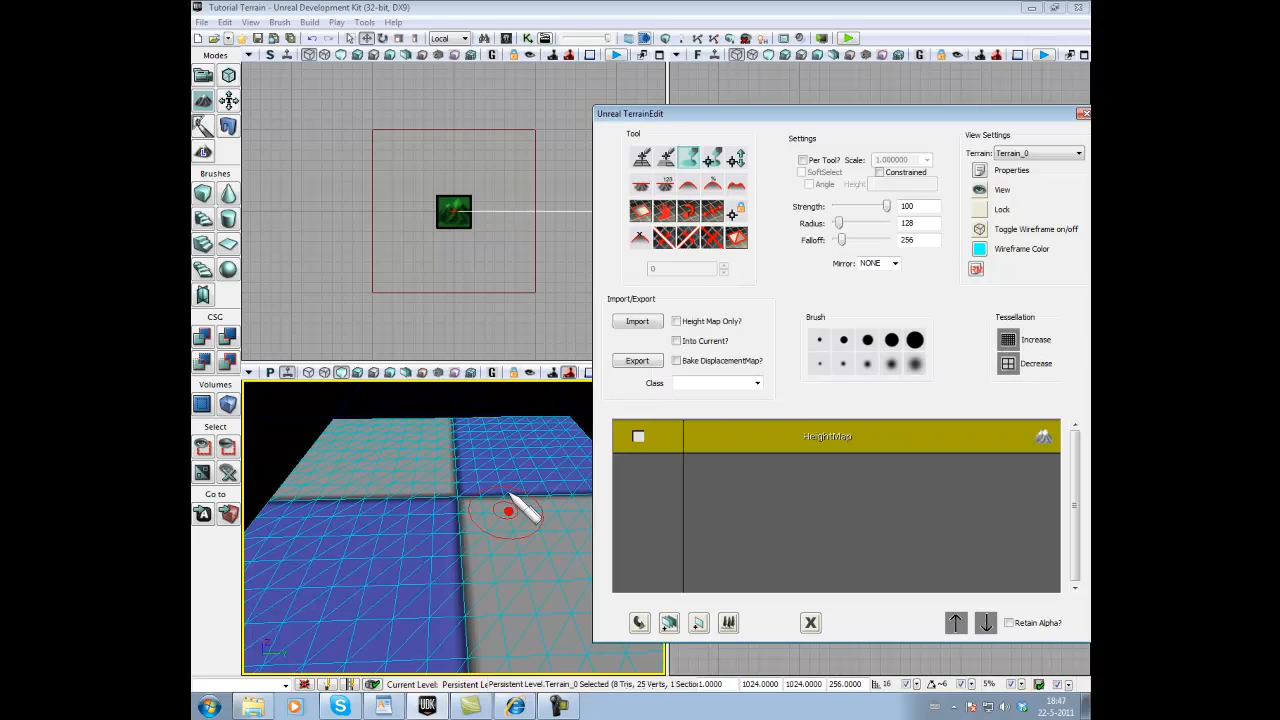 Tutorial Terrain - Unreal Development Kit (32-bit, DX9)
File Edit View Brush Build Play Tools Help
Local
Modes
S G F G
Unreal TerrainEdit
Tool
Settings
View Settings
Per Tool? Scale: 1.000000
Terrain: Terrain_0
SoftSelect Constrained
Properties
Angle Height
View
Brushes
123 %
Strength: 100
Lock
Radius: 128
Toggle Wireframe on/off
Falloff: 256
Wireframe Color
Mirror: NONE
0
Import/Export
CSG
Import Height Map Only?
Brush
Tessellation
Into Current?
Increase
Export Bake DisplacementMap?
Decrease
P G
Class
Volumes
Select
HeightMap
Go to
X
Retain Alpha?
Current Level: Persistent Le Persistent Level.Terrain_0 Selected (8 Tris, 25 Verts, 1 Section 1.0000 1024.0000 1024.0000 256.0000 16 ~6 5%
UDK
18:47
22-5-2011